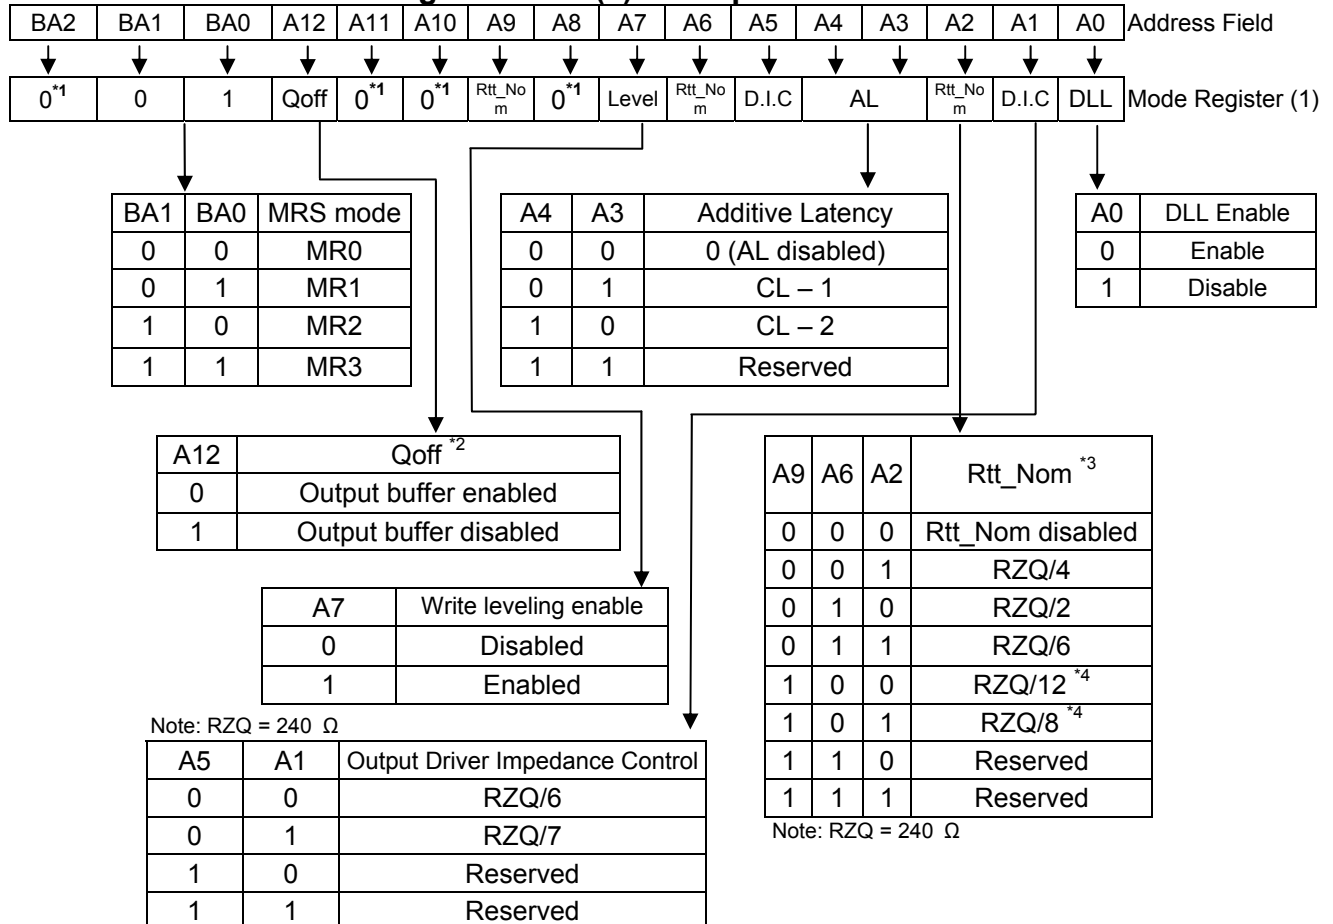 BA2 BA1 BA0 A12 A11 A10 A9 A8 A7 A6 A5 A4 A3 A2 A1 A0 Address Field
0*1 0 1 Qoff 0*1 0*1 Rtt_No m 0*1 Level Rtt_No m D.I.C AL Rtt_No m D.I.C DLL Mode Register (1)
BA1 BA0 MRS mode
0 0 MR0
0 1 MR1
1 0 MR2
1 1 MR3
A4 A3 Additive Latency
0 0 0 (AL disabled)
0 1 CL – 1
1 0 CL – 2
1 1 Reserved
A0 DLL Enable
0 Enable
1 Disable
A12 Qoff *2
0 Output buffer enabled
1 Output buffer disabled
A9 A6 A2 Rtt_Nom *3
0 0 0 Rtt_Nom disabled
0 0 1 RZQ/4
0 1 0 RZQ/2
0 1 1 RZQ/6
1 0 0 RZQ/12 *4
1 0 1 RZQ/8 *4
1 1 0 Reserved
1 1 1 Reserved
Note: RZQ = 240 Ω
A7 Write leveling enable
0 Disabled
1 Enabled
Note: RZQ = 240 Ω
A5 A1 Output Driver Impedance Control
0 0 RZQ/6
0 1 RZQ/7
1 0 Reserved
1 1 Reserved